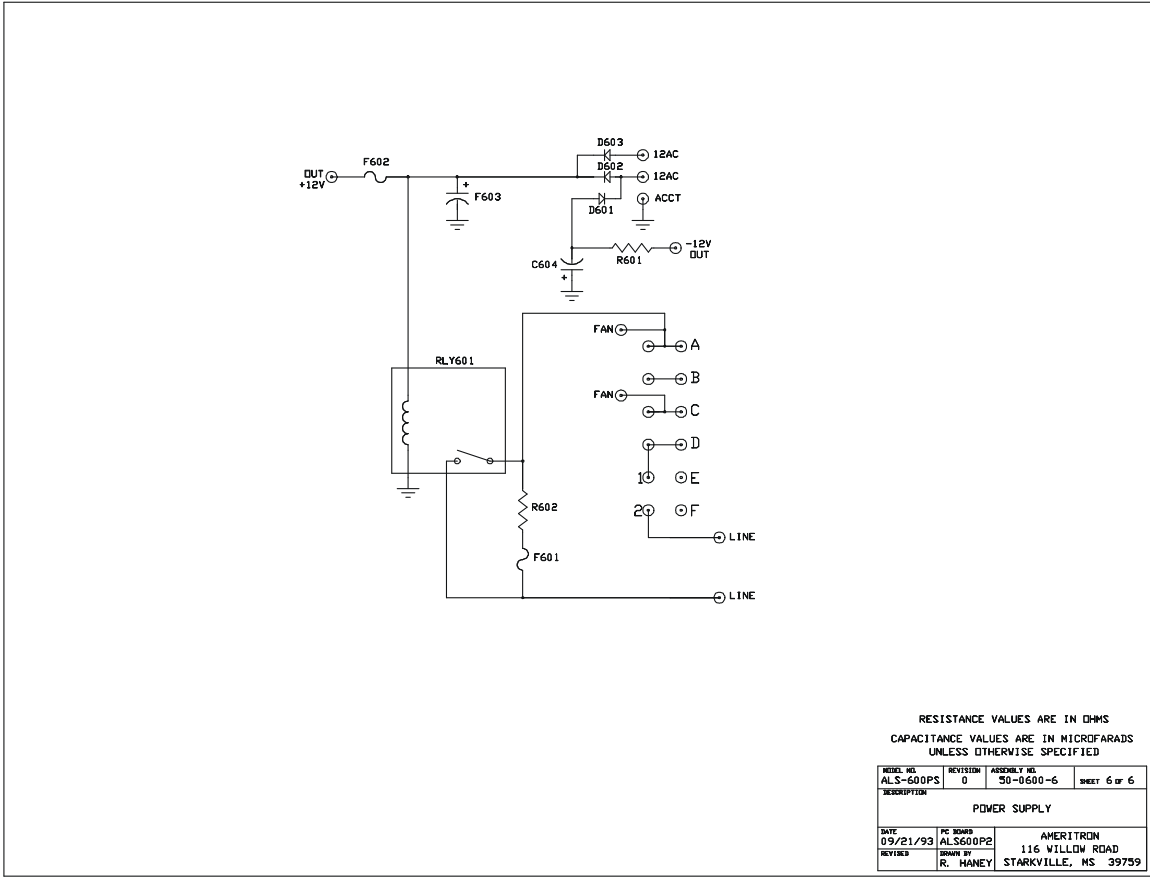 D603
12AC
F602
D602
12AC
OUT
+12V
+
F603
D601
ACCT
-12V
OUT
C604
+
R601
FAN
A
RLY601
B
FAN
C
D
1
E
R602
2
F
LINE
F601
LINE
RESISTANCE VALUES ARE IN OHMS
CAPACITANCE VALUES ARE IN MICROFARADS
UNLESS OTHERWISE SPECIFIED
MODEL NO.
ALS-600PS
REVISION
0
ASSEMBLY NO.
50-0600-6
SHEET 6 OF 6
DESCRIPTION
POWER SUPPLY
DATE
09/21/93
PC BOARD
ALS600P2
REVISED
DRAWN BY
R. HANEY
AMERITRON
116 WILLOW ROAD
STARKVILLE, MS 39759